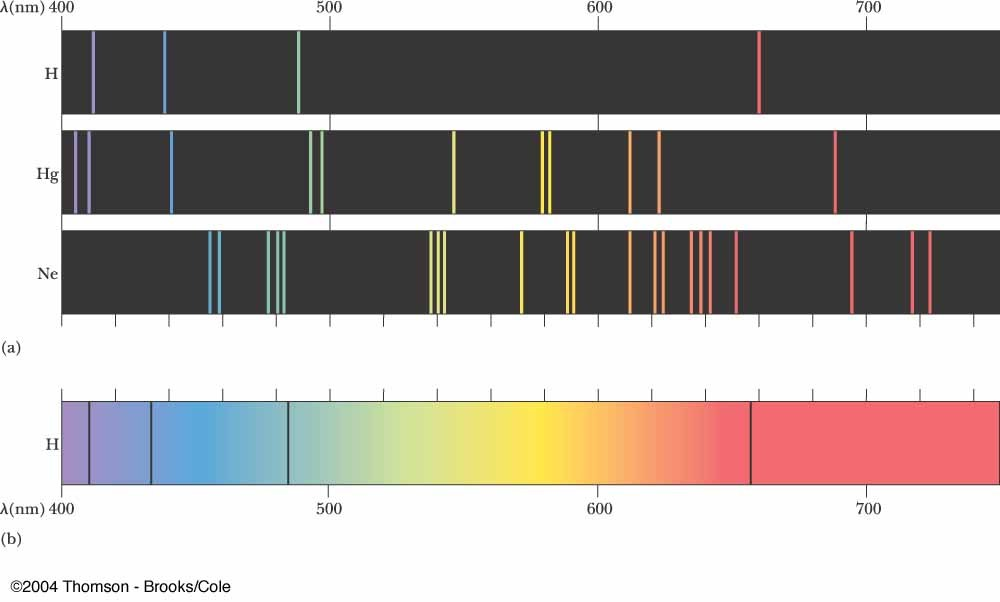 λ(nm) 400 500 600 700
H
Hg
Ne
(a)
H
λ(nm) 400 500 600 700
(b)
©2004 Thomson - Brooks/Cole